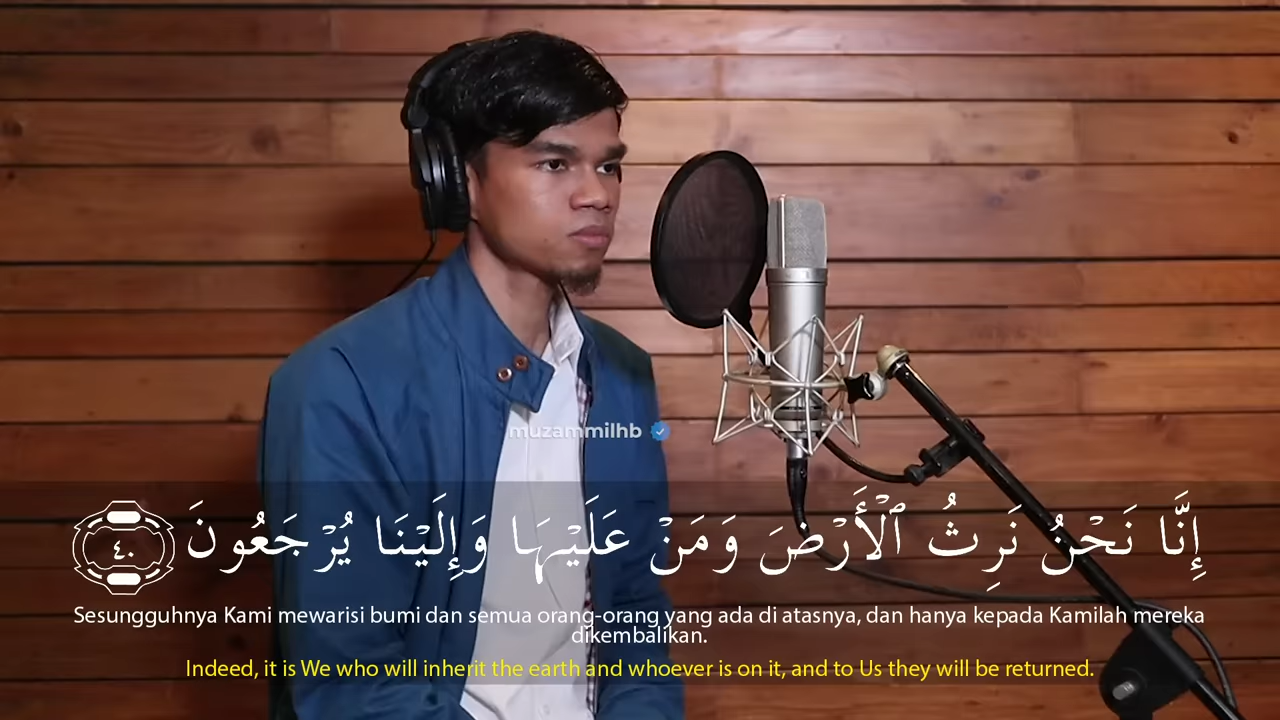 muzammilhb
إِنَّا نَحْنُ نَرِثُ ٱلْأَرْضَ وَمَنْ عَلَيْهَا وَإِلَيْنَا يُرْجَعُونَ ٤٠
Sesungguhnya Kami mewarisi bumi dan semua orang-orang yang ada di atasnya, dan hanya kepada Kamilah mereka
dikembalikan.
Indeed, it is We who will inherit the earth and whoever is on it, and to Us they will be returned.